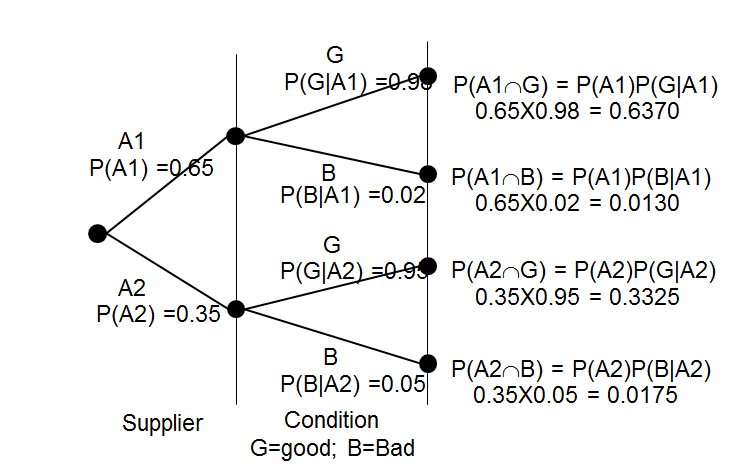 G
P(G|A1) =0.98
P(A1∩G) = P(A1)P(G|A1)
0.65X0.98 = 0.6370
A1
P(A1) =0.65
B
P(B|A1) =0.02
P(A1∩B) = P(A1)P(B|A1)
0.65X0.02 = 0.0130
G
P(G|A2) =0.95
P(A2∩G) = P(A2)P(G|A2)
0.35X0.95 = 0.3325
A2
P(A2) =0.35
B
P(B|A2) =0.05
P(A2∩B) = P(A2)P(B|A2)
0.35X0.05 = 0.0175
Supplier
Condition
G=good; B=Bad